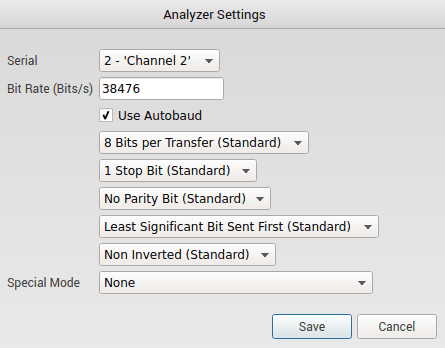 Analyzer Settings
Serial 2 - 'Channel 2'
Bit Rate (Bits/s) 38476
Use Autobaud
8 Bits per Transfer (Standard)
1 Stop Bit (Standard)
No Parity Bit (Standard)
Least Significant Bit Sent First (Standard)
Non Inverted (Standard)
Special Mode None
Save Cancel